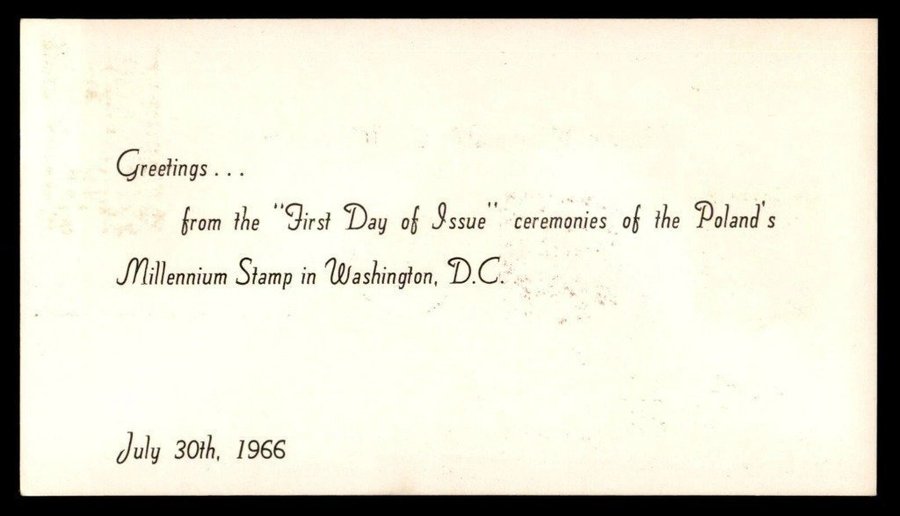 Greetings . . .
from the "First Day of Issue" ceremonies of the Poland's
Millennium Stamp in Washington, D.C.
July 30th, 1966